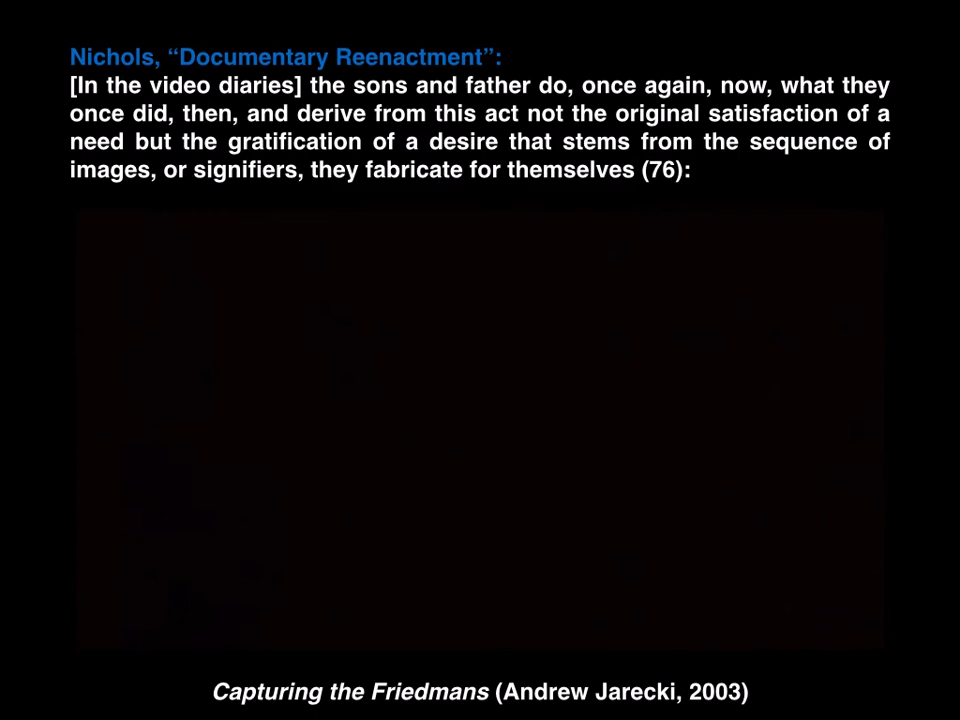 Nichols, “Documentary Reenactment”:
[In the video diaries] the sons and father do, once again, now, what they
once did, then, and derive from this act not the original satisfaction of a
need but the gratification of a desire that stems from the sequence of
images, or signifiers, they fabricate for themselves (76):
Capturing the Friedmans (Andrew Jarecki, 2003)